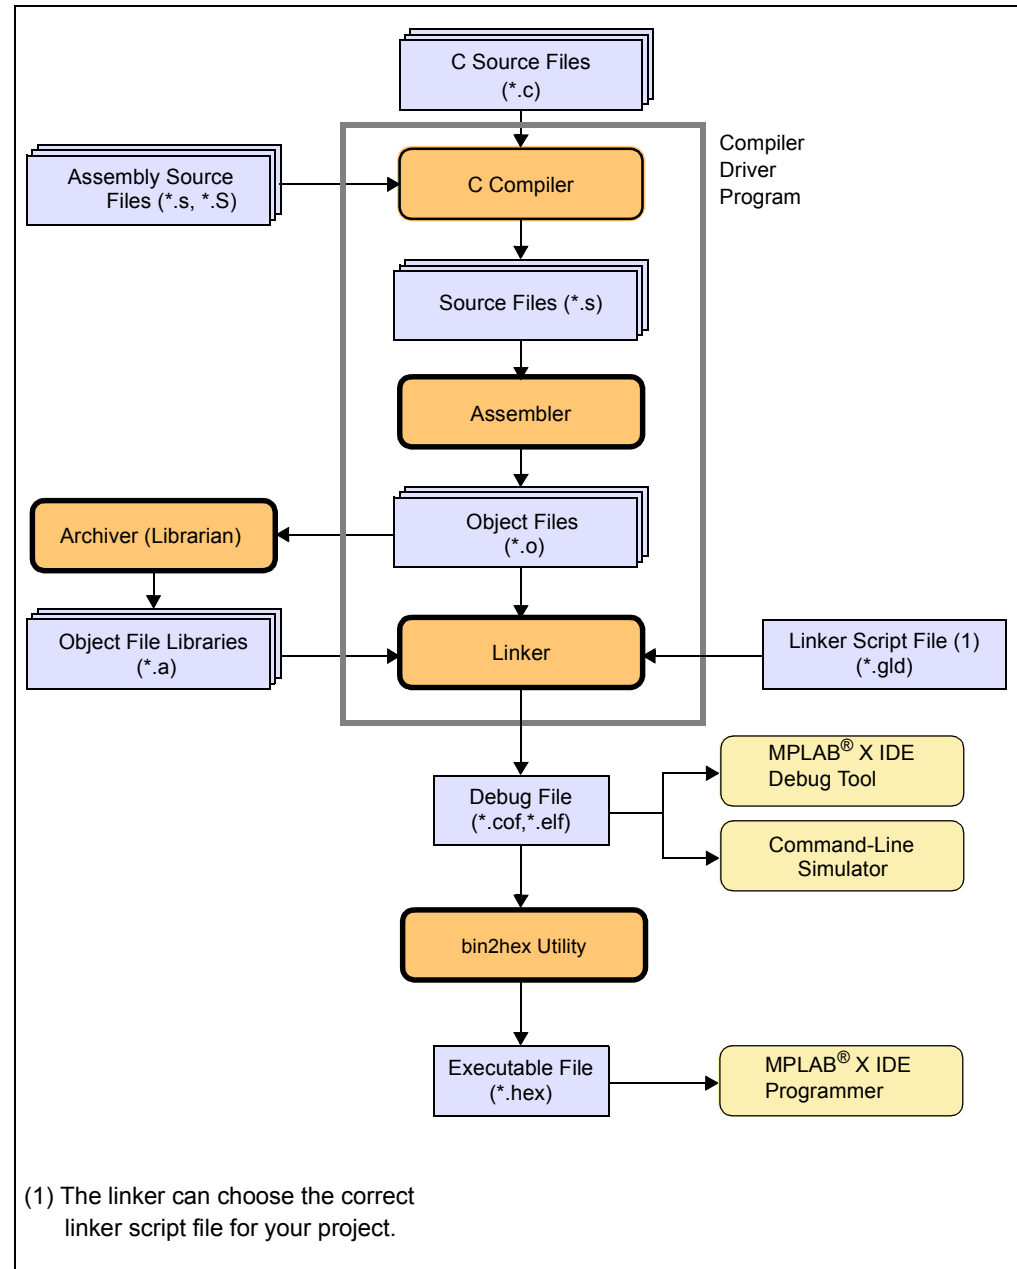 C Source Files
(*.c)
Compiler
Driver
Program
Assembly Source
Files (*.s, *.S)
C Compiler
Source Files (*.s)
Assembler
Archiver (Librarian)
Object Files
(*.o)
Object File Libraries
(*.a)
Linker
Linker Script File (1)
(*.gld)
Debug File
(*.cof,*.elf)
MPLAB® X IDE
Debug Tool
Command-Line
Simulator
bin2hex Utility
Executable File
(*.hex)
MPLAB® X IDE
Programmer
(1) The linker can choose the correct
linker script file for your project.